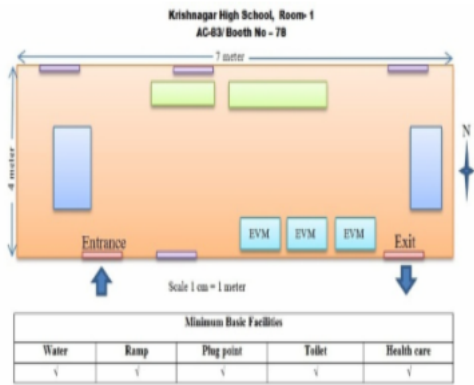 Krishnagar High School, Room- 1
AC-83/ Booth No – 78
7 meter
4 meter
N
EVM EVM EVM
Entrance Exit
Scale 1 cm = 1 meter
Minimum Basic Facilities
Water Ramp Plug point Toilet Health care
√ √ √ √ √